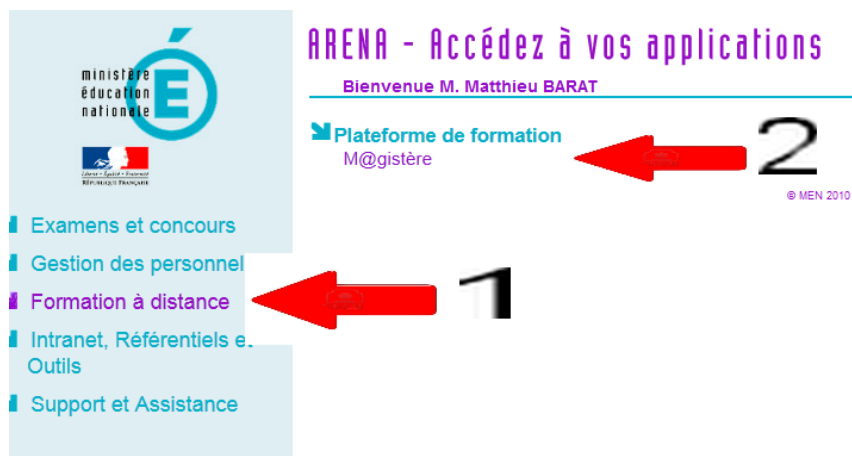 ministère
éducation
nationale
É
Liberté • Égalité • Fraternité
RÉPUBLIQUE FRANÇAISE
ARENA - Accédez à vos applications
Bienvenue M. Matthieu BARAT
Plateforme de formation
M@gistère
2
© MEN 2010
Examens et concours
Gestion des personnel
Formation à distance
1
Intranet, Référentiels et
Outils
Support et Assistance